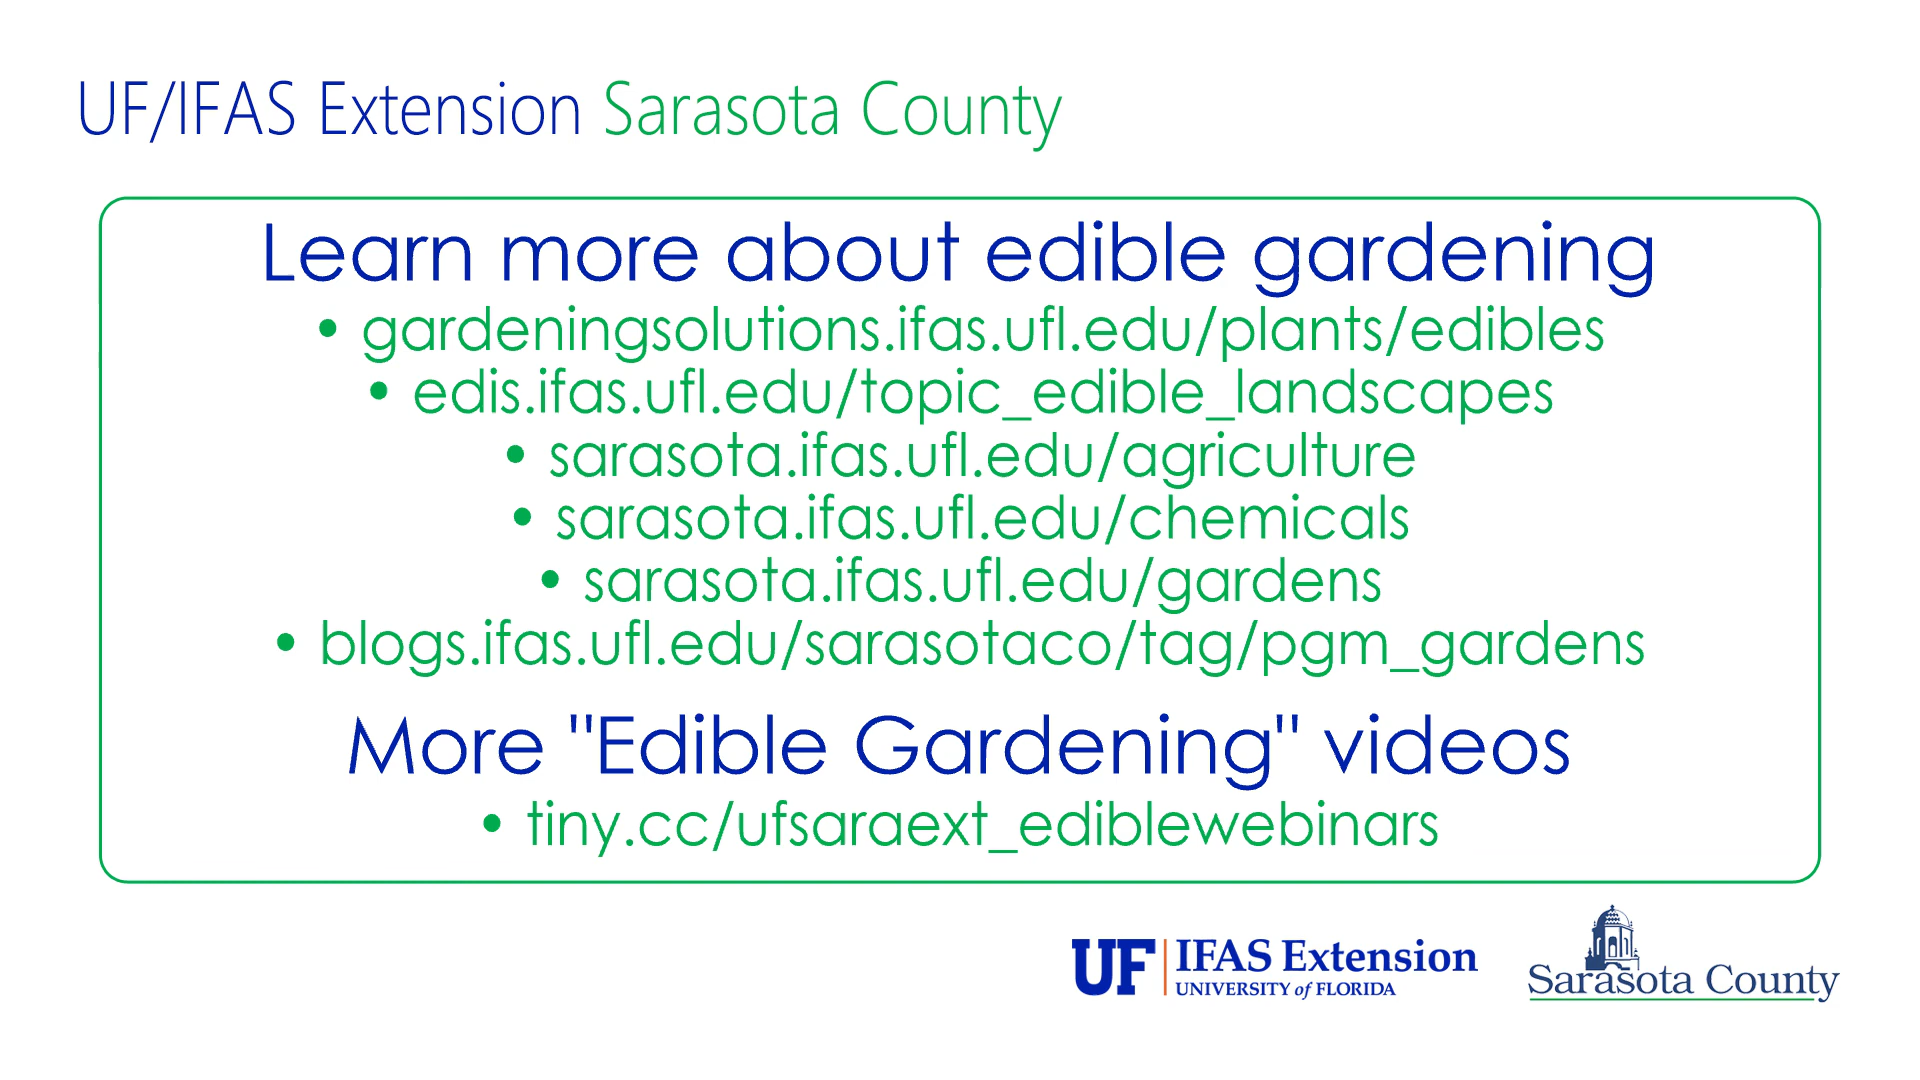 UF/IFAS Extension Sarasota County
Learn more about edible gardening
• gardeningsolutions.ifas.ufl.edu/plants/edibles
• edis.ifas.ufl.edu/topic_edible_landscapes
• sarasota.ifas.ufl.edu/agriculture
• sarasota.ifas.ufl.edu/chemicals
• sarasota.ifas.ufl.edu/gardens
• blogs.ifas.ufl.edu/sarasotaco/tag/pgm_gardens
More "Edible Gardening" videos
• tiny.cc/ufsaraext_ediblewebinars
UF IFAS Extension
UNIVERSITY of FLORIDA
Sarasota County